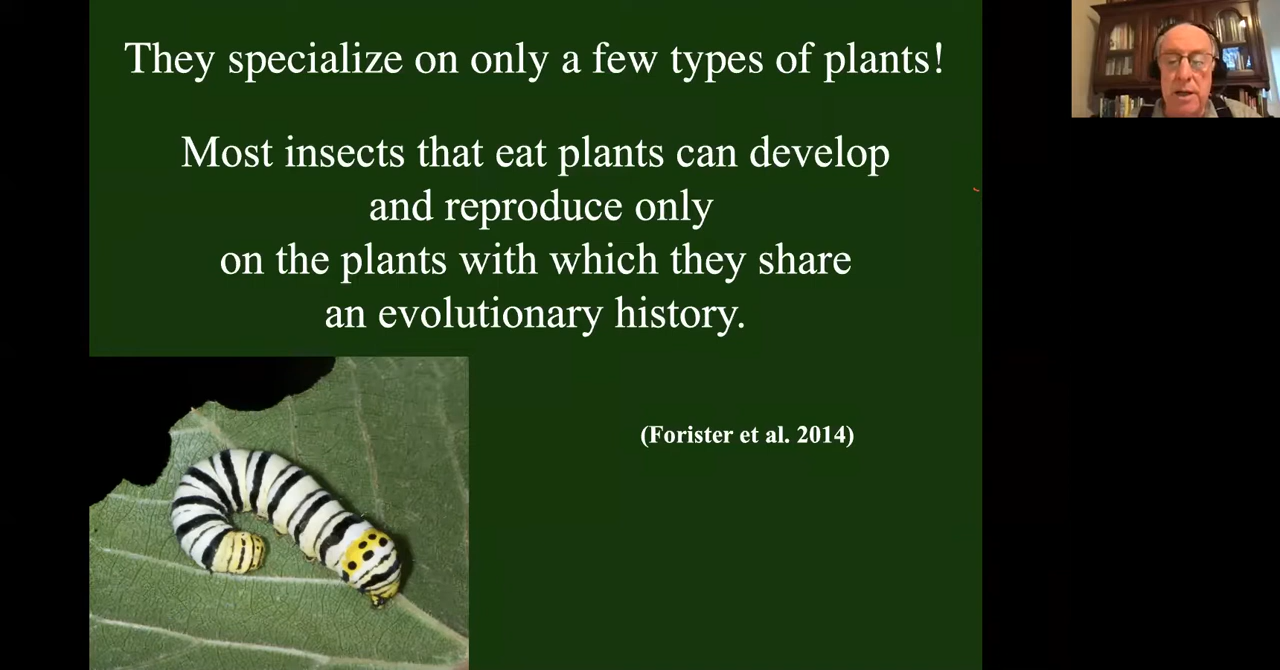 They specialize on only a few types of plants!
Most insects that eat plants can develop
and reproduce only
on the plants with which they share
an evolutionary history.
(Forister et al. 2014)